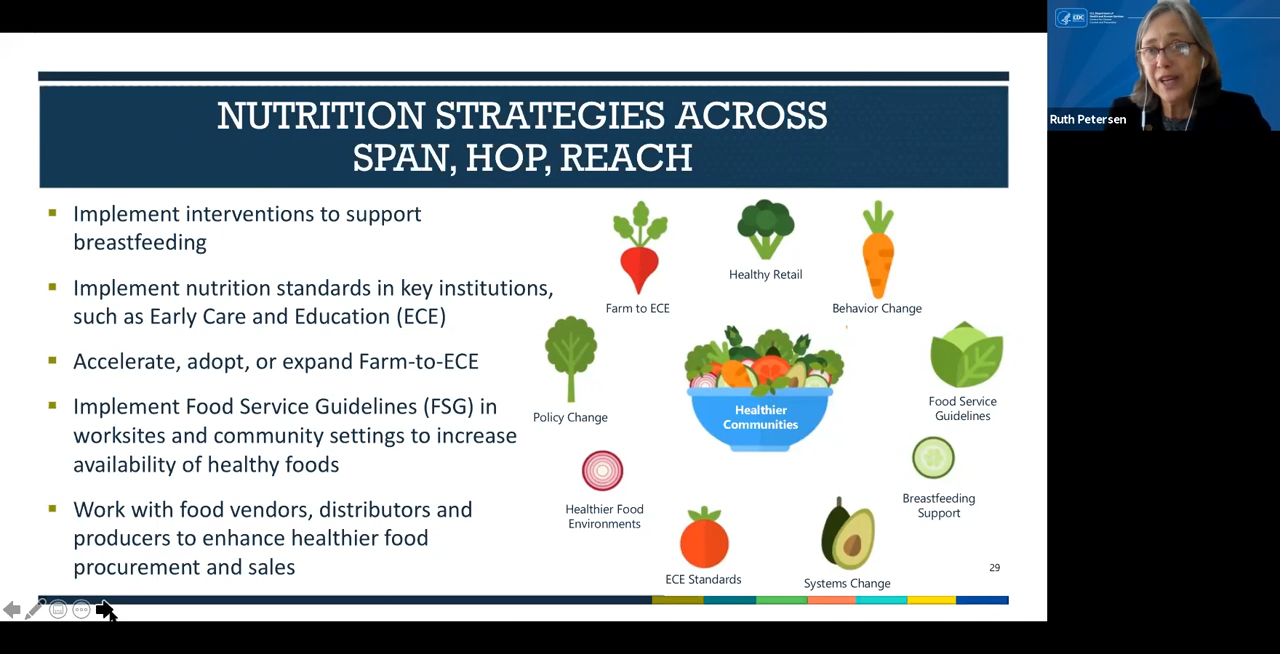 NUTRITION STRATEGIES ACROSS
SPAN, HOP, REACH
Implement interventions to support
breastfeeding
Implement nutrition standards in key institutions,
such as Early Care and Education (ECE)
Accelerate, adopt, or expand Farm-to-ECE
Implement Food Service Guidelines (FSG) in
worksites and community settings to increase
availability of healthy foods
Work with food vendors, distributors and
producers to enhance healthier food
procurement and sales
Farm to ECE
Healthy Retail
Behavior Change
Policy Change
Healthier
Communities
Food Service
Guidelines
Healthier Food
Environments
Breastfeeding
Support
ECE Standards
Systems Change
29
CDC
Ruth Petersen